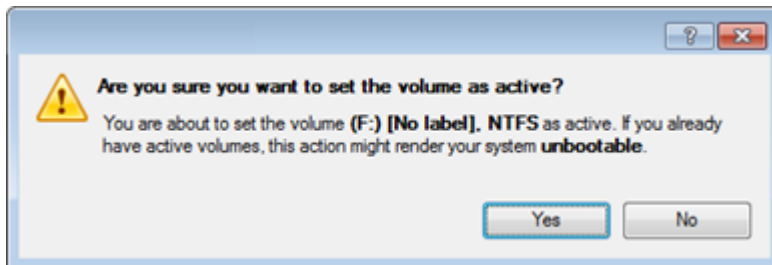 Are you sure you want to set the volume as active?
You are about to set the volume (F:) [No label], NTFS as active. If you already
have active volumes, this action might render your system unbootable.
Yes
No